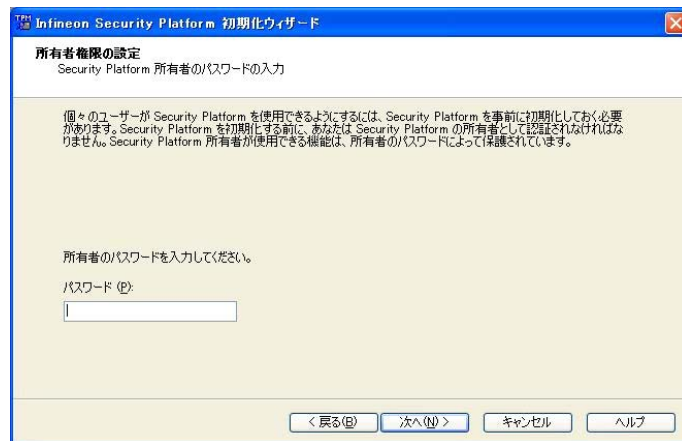 Infineon Security Platform 初期化ウィザード
所有者権限の設定
Security Platform 所有者のパスワードの入力
個々のユーザーが Security Platform を使用できるようにするには、Security Platform を事前に初期化しておく必要
があります。Security Platform を初期化する前に、あなたは Security Platform の所有者として認証されなければな
りません。Security Platform 所有者が使用できる機能は、所有者のパスワードによって保護されています。
所有者のパスワードを入力してください。
パスワード (P):
< 戻る(B) 次へ(N) > キャンセル ヘルプ